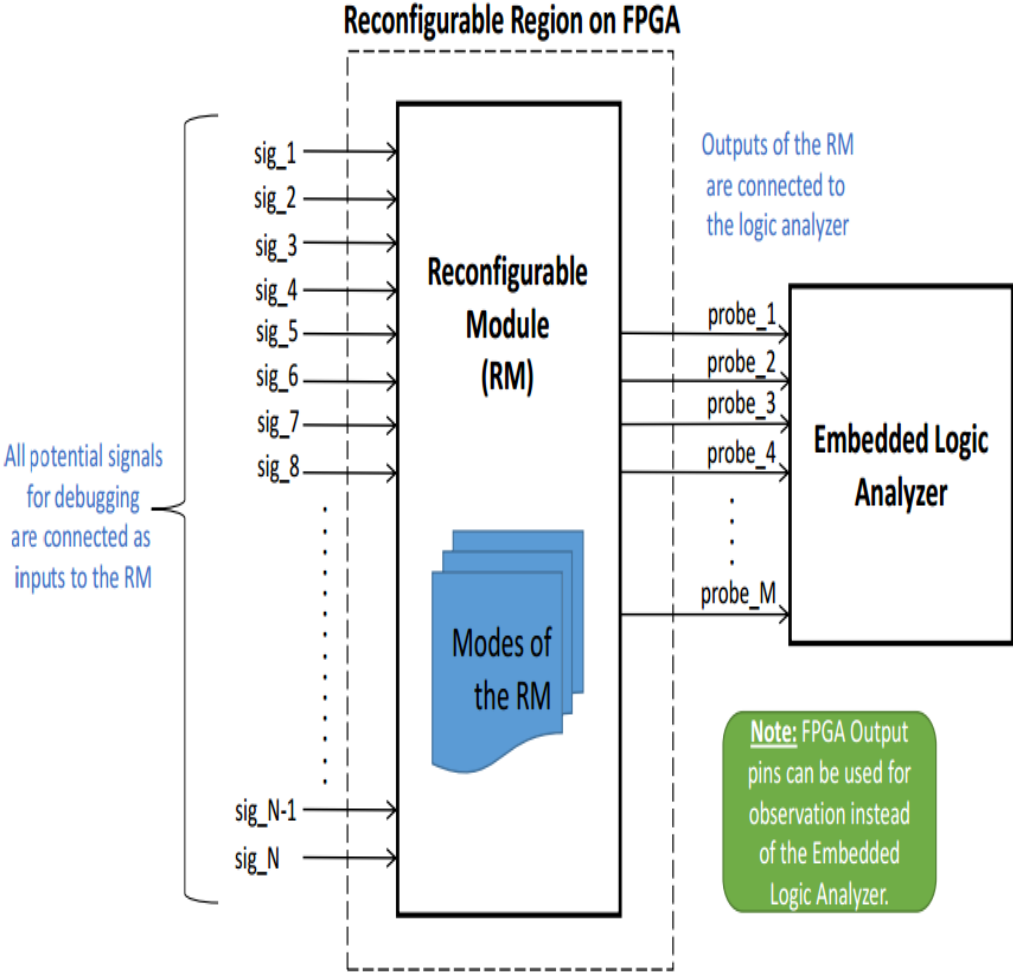 Reconfigurable Region on FPGA
sig_1
sig_2
sig_3
sig_4
sig_5
sig_6
sig_7
sig_8
sig_N-1
sig_N
All potential signals
for debugging
are connected as
inputs to the RM
Reconfigurable
Module
(RM)
Modes of
the RM
Outputs of the RM
are connected to
the logic analyzer
probe_1
probe_2
probe_3
probe_4
probe_M
Embedded Logic
Analyzer
Note: FPGA Output
pins can be used for
observation instead
of the Embedded
Logic Analyzer.